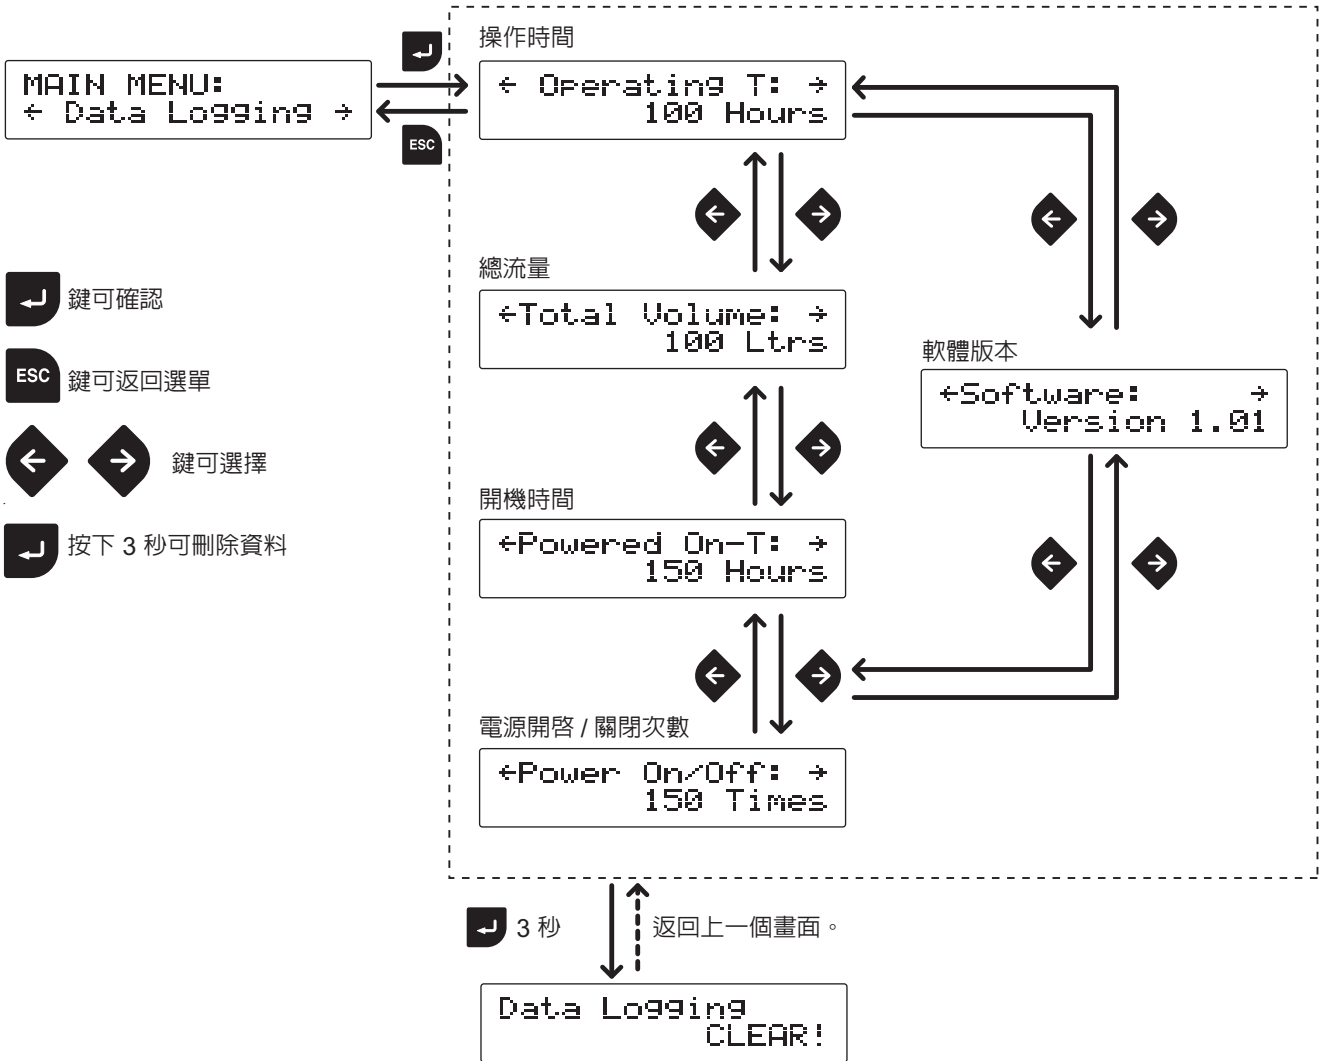 MAIN MENU:
← Data Logging →
ESC
操作時間
← Operating T: →
100 Hours
總流量
←Total Volume: →
100 Ltrs
開機時間
←Powered On-T: →
150 Hours
電源開啓 / 關閉次數
←Power On/Off: →
150 Times
軟體版本
←Software: →
Version 1.01
鍵可確認
ESC 鍵可返回選單
鍵可選擇
按下 3 秒可刪除資料
3 秒
返回上一個畫面。
Data Logging
CLEAR!